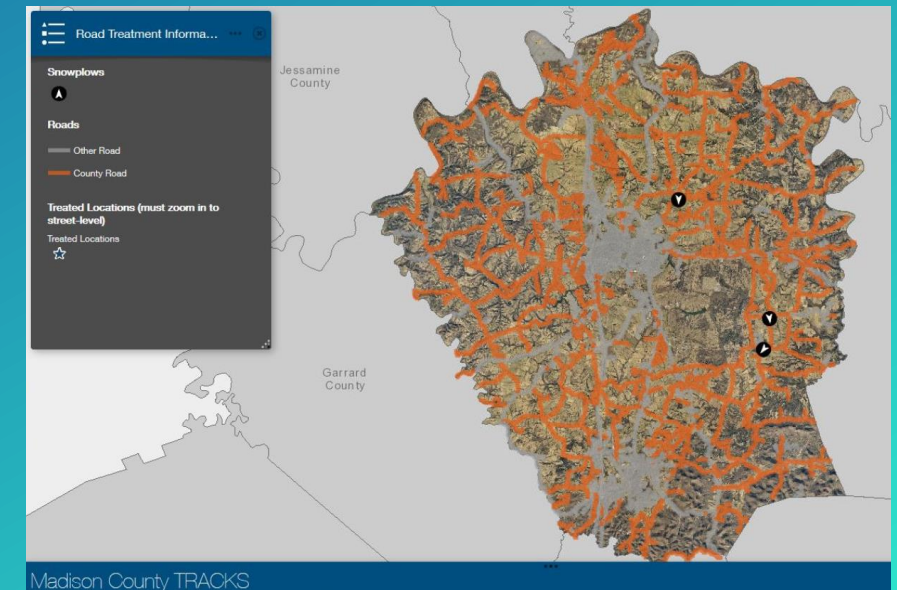 Road Treatment Informa...
Snowplows
Roads
Other Road
County Road
Treated Locations (must zoom in to
street-level)
Treated Locations
Jessamine
County
Garrard
County
Madison County TRACKS